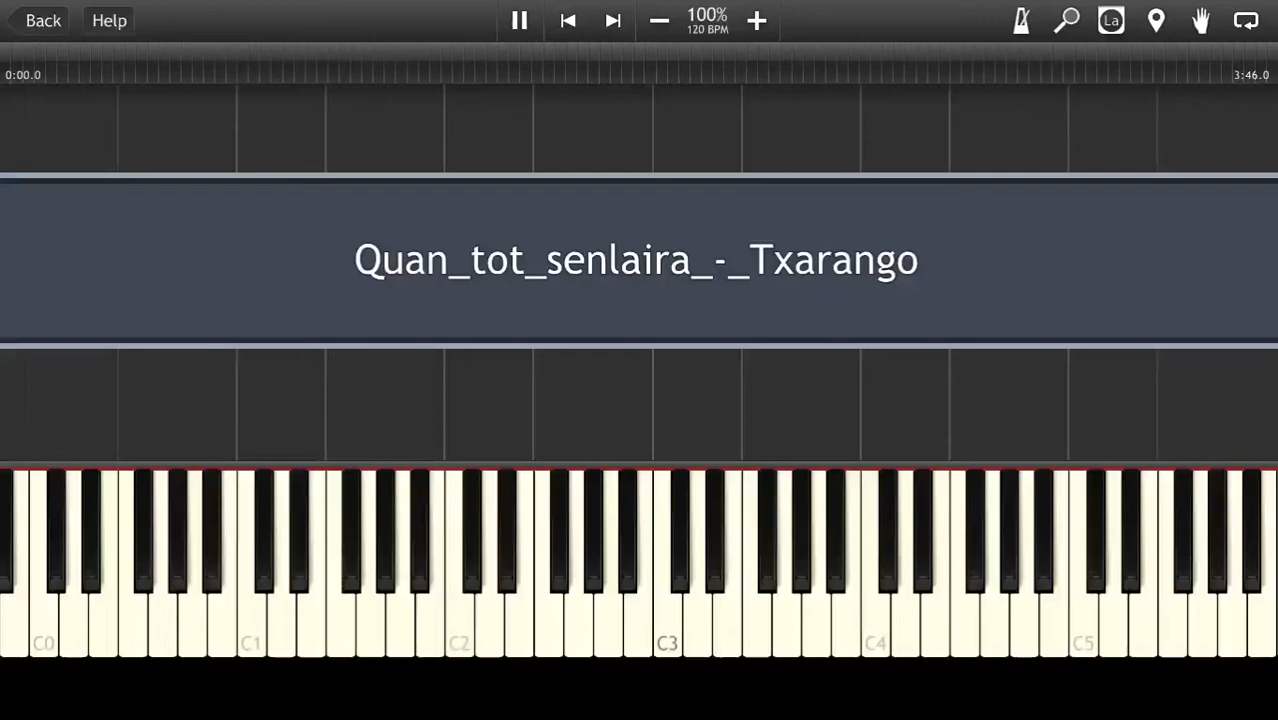 Back Help 100% La
120 BPM
0:00.0 3:46.0
Quan_tot_senlaira_-_Txarango
C0 C1 C2 C3 C4 C5